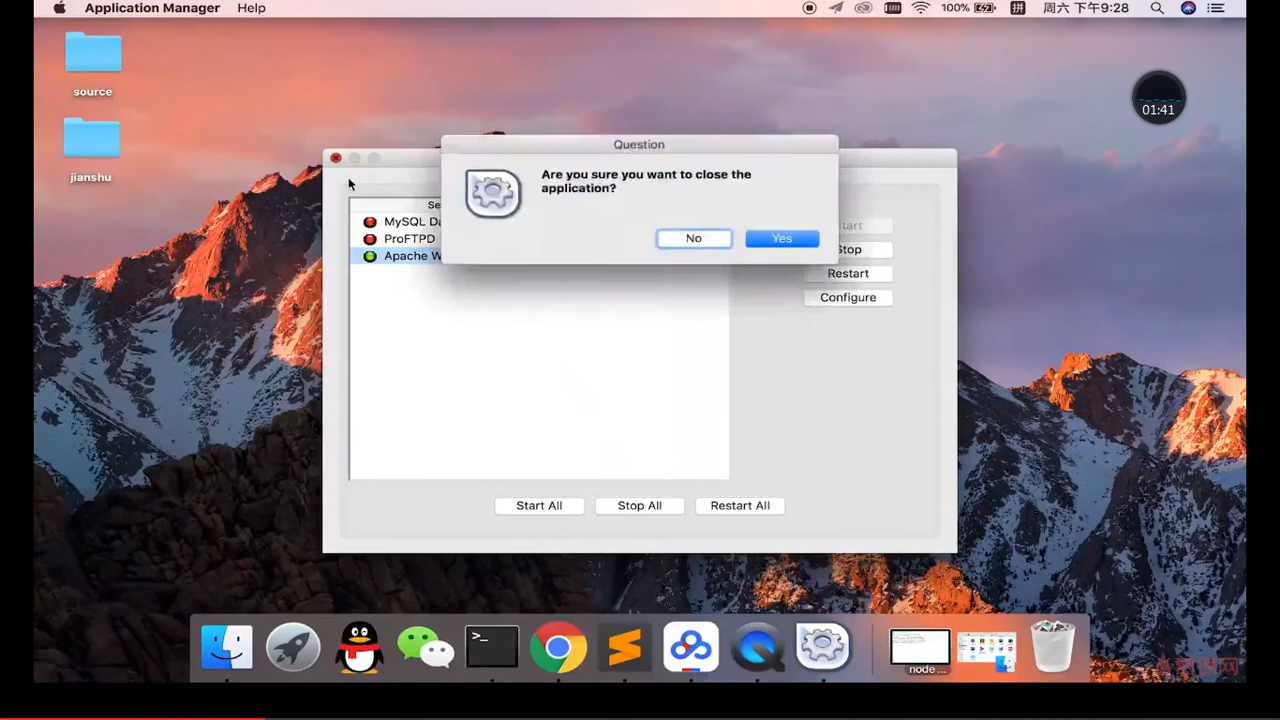 Application Manager Help
100% 拼 周六 下午9:28
source
jianshu
01:41
Question
Are you sure you want to close the
application?
No Yes
MySQL Da
ProFTPD
Apache W
Stop
Restart
Configure
Start All Stop All Restart All
>_
node ...